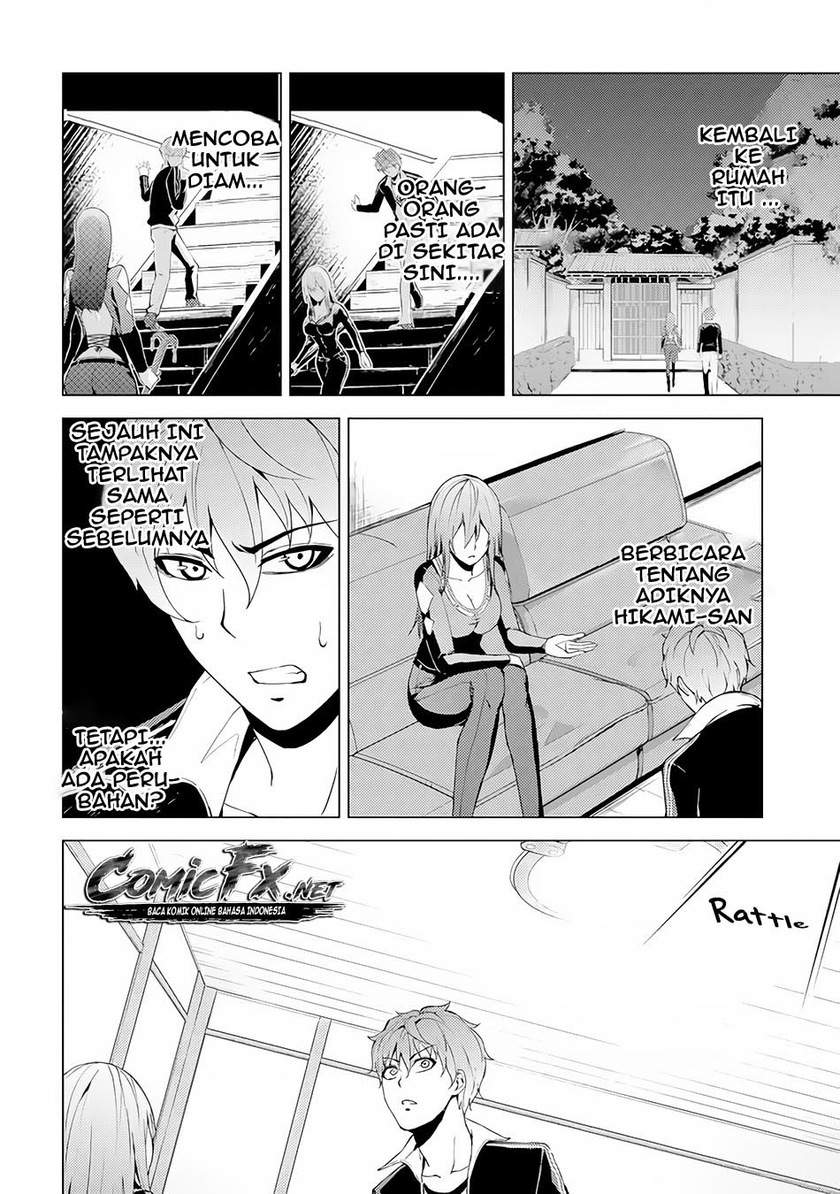 KEMBALI
KE
RUMAH
ITU ...
ORANG-
ORANG
PASTI ADA
DI SEKITAR
SINI....
MENCOBA
UNTUK
DIAM...
BERBICARA
TENTANG
ADIKNYA
HIKAMI-SAN
SEJAUH INI
TAMPAKNYA
TERLIHAT
SAMA
SEPERTI
SEBELUMNYA
TETAPI...
APAKAH
ADA PERU-
BAHAN?
Rattle
COMICFX.NET
BACA KOMIK ONLINE BAHASA INDONESIA